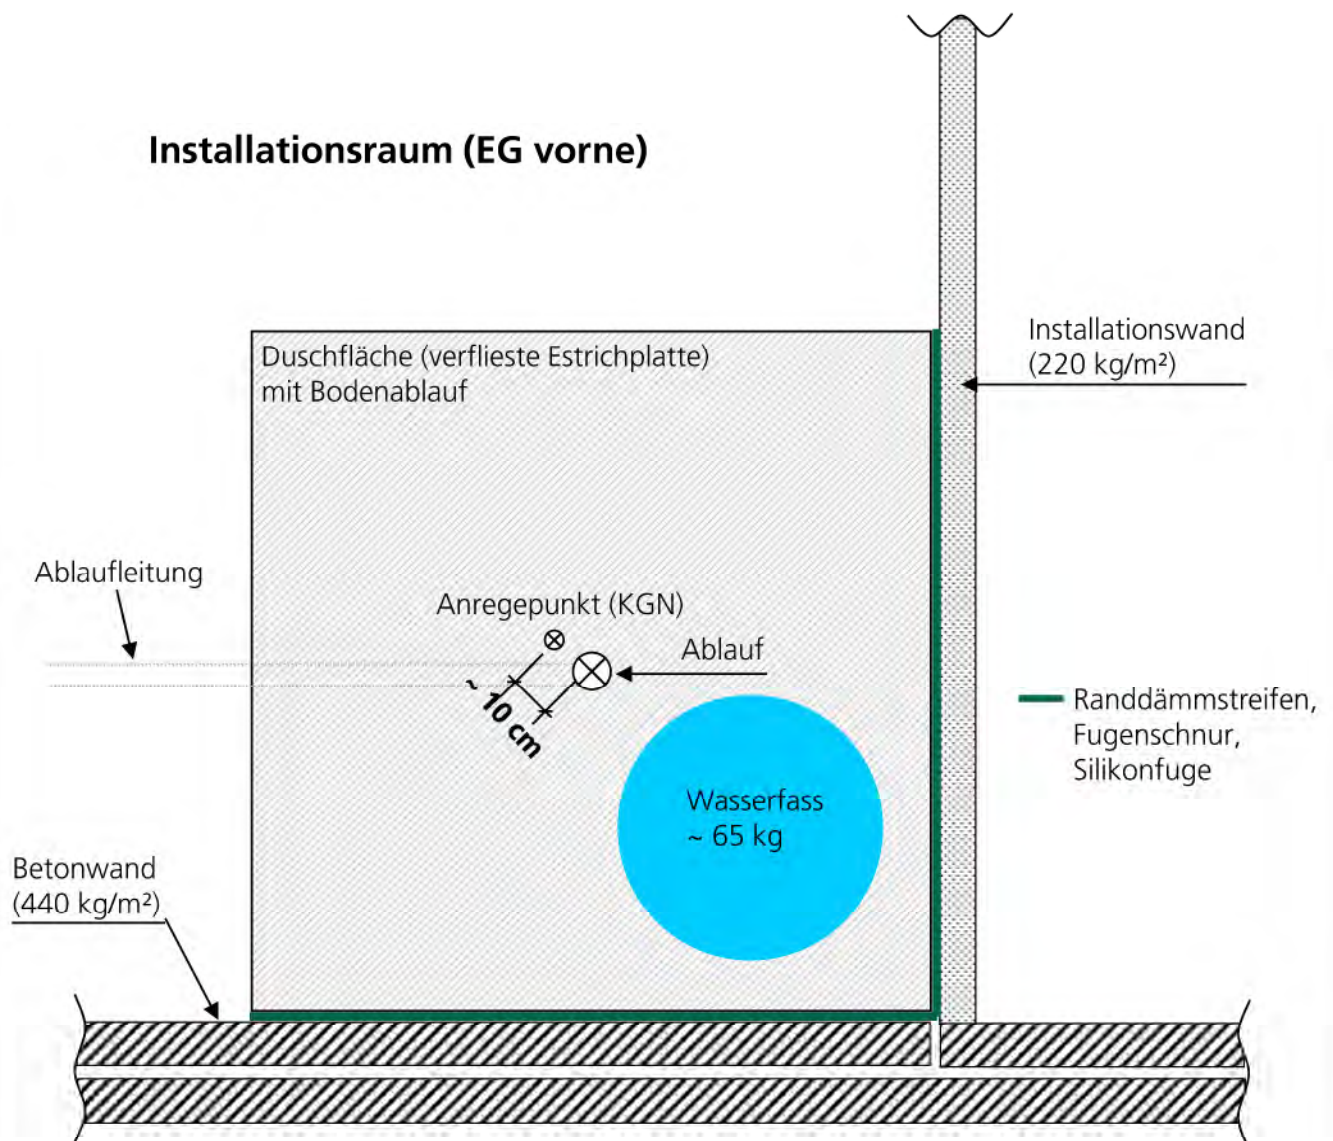 Installationsraum (EG vorne)
Installationswand
(220 kg/m²)
Duschfläche (verflieste Estrichplatte)
mit Bodenablauf
Ablaufleitung
Anregepunkt (KGN)
Ablauf
~ 10 cm
Randdämmstreifen,
Fugenschnur,
Silikonfuge
Wasserfass
~ 65 kg
Betonwand
(440 kg/m²)